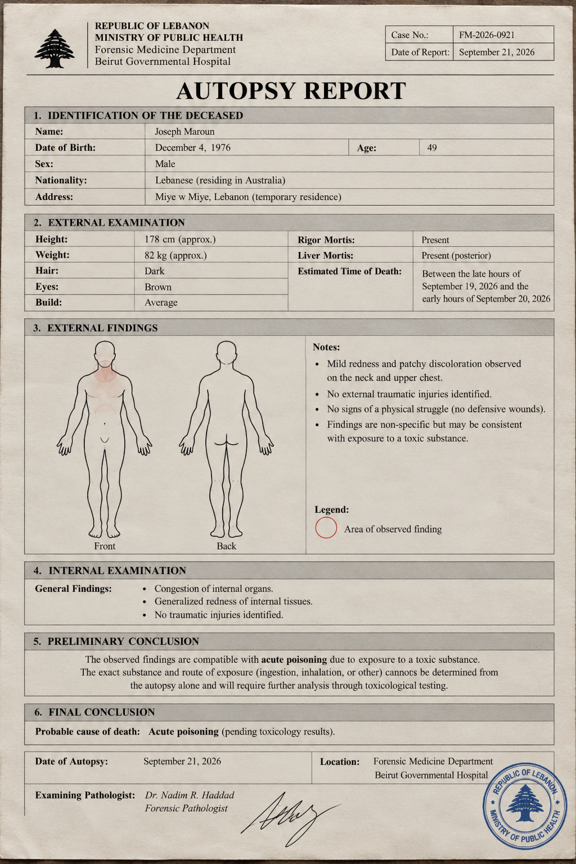 REPUBLIC OF LEBANON
MINISTRY OF PUBLIC HEALTH
Forensic Medicine Department
Beirut Governmental Hospital
Case No.: FM-2026-0921
Date of Report: September 21, 2026
AUTOPSY REPORT
1. IDENTIFICATION OF THE DECEASED
Name: Joseph Maroun
Date of Birth: December 4, 1976 Age: 49
Sex: Male
Nationality: Lebanese (residing in Australia)
Address: Miye w Miye, Lebanon (temporary residence)
2. EXTERNAL EXAMINATION
Height: 178 cm (approx.)
Weight: 82 kg (approx.)
Hair: Dark
Eyes: Brown
Build: Average
Rigor Mortis: Present
Liver Mortis: Present (posterior)
Estimated Time of Death: Between the late hours of
September 19, 2026 and the
early hours of September 20, 2026
3. EXTERNAL FINDINGS
Front
Back
Notes:
• Mild redness and patchy discoloration observed
on the neck and upper chest.
• No external traumatic injuries identified.
• No signs of a physical struggle (no defensive wounds).
• Findings are non-specific but may be consistent
with exposure to a toxic substance.
Legend:
Area of observed finding
4. INTERNAL EXAMINATION
General Findings: • Congestion of internal organs.
• Generalized redness of internal tissues.
• No traumatic injuries identified.
5. PRELIMINARY CONCLUSION
The observed findings are compatible with acute poisoning due to exposure to a toxic substance.
The exact substance and route of exposure (ingestion, inhalation, or other) cannocs be determined from
the autopsy alone and will require further analysis through toxicological testing.
6. FINAL CONCLUSION
Probable cause of death: Acute poisoning (pending toxicology results).
Date of Autopsy: September 21, 2026
Location: Forensic Medicine Department
Beirut Governmental Hospital
Examining Pathologist: Dr. Nadim R. Haddad
Forensic Pathologist
REPUBLIC OF LEBANON
MINISTRY OF PUBLIC HEALTH